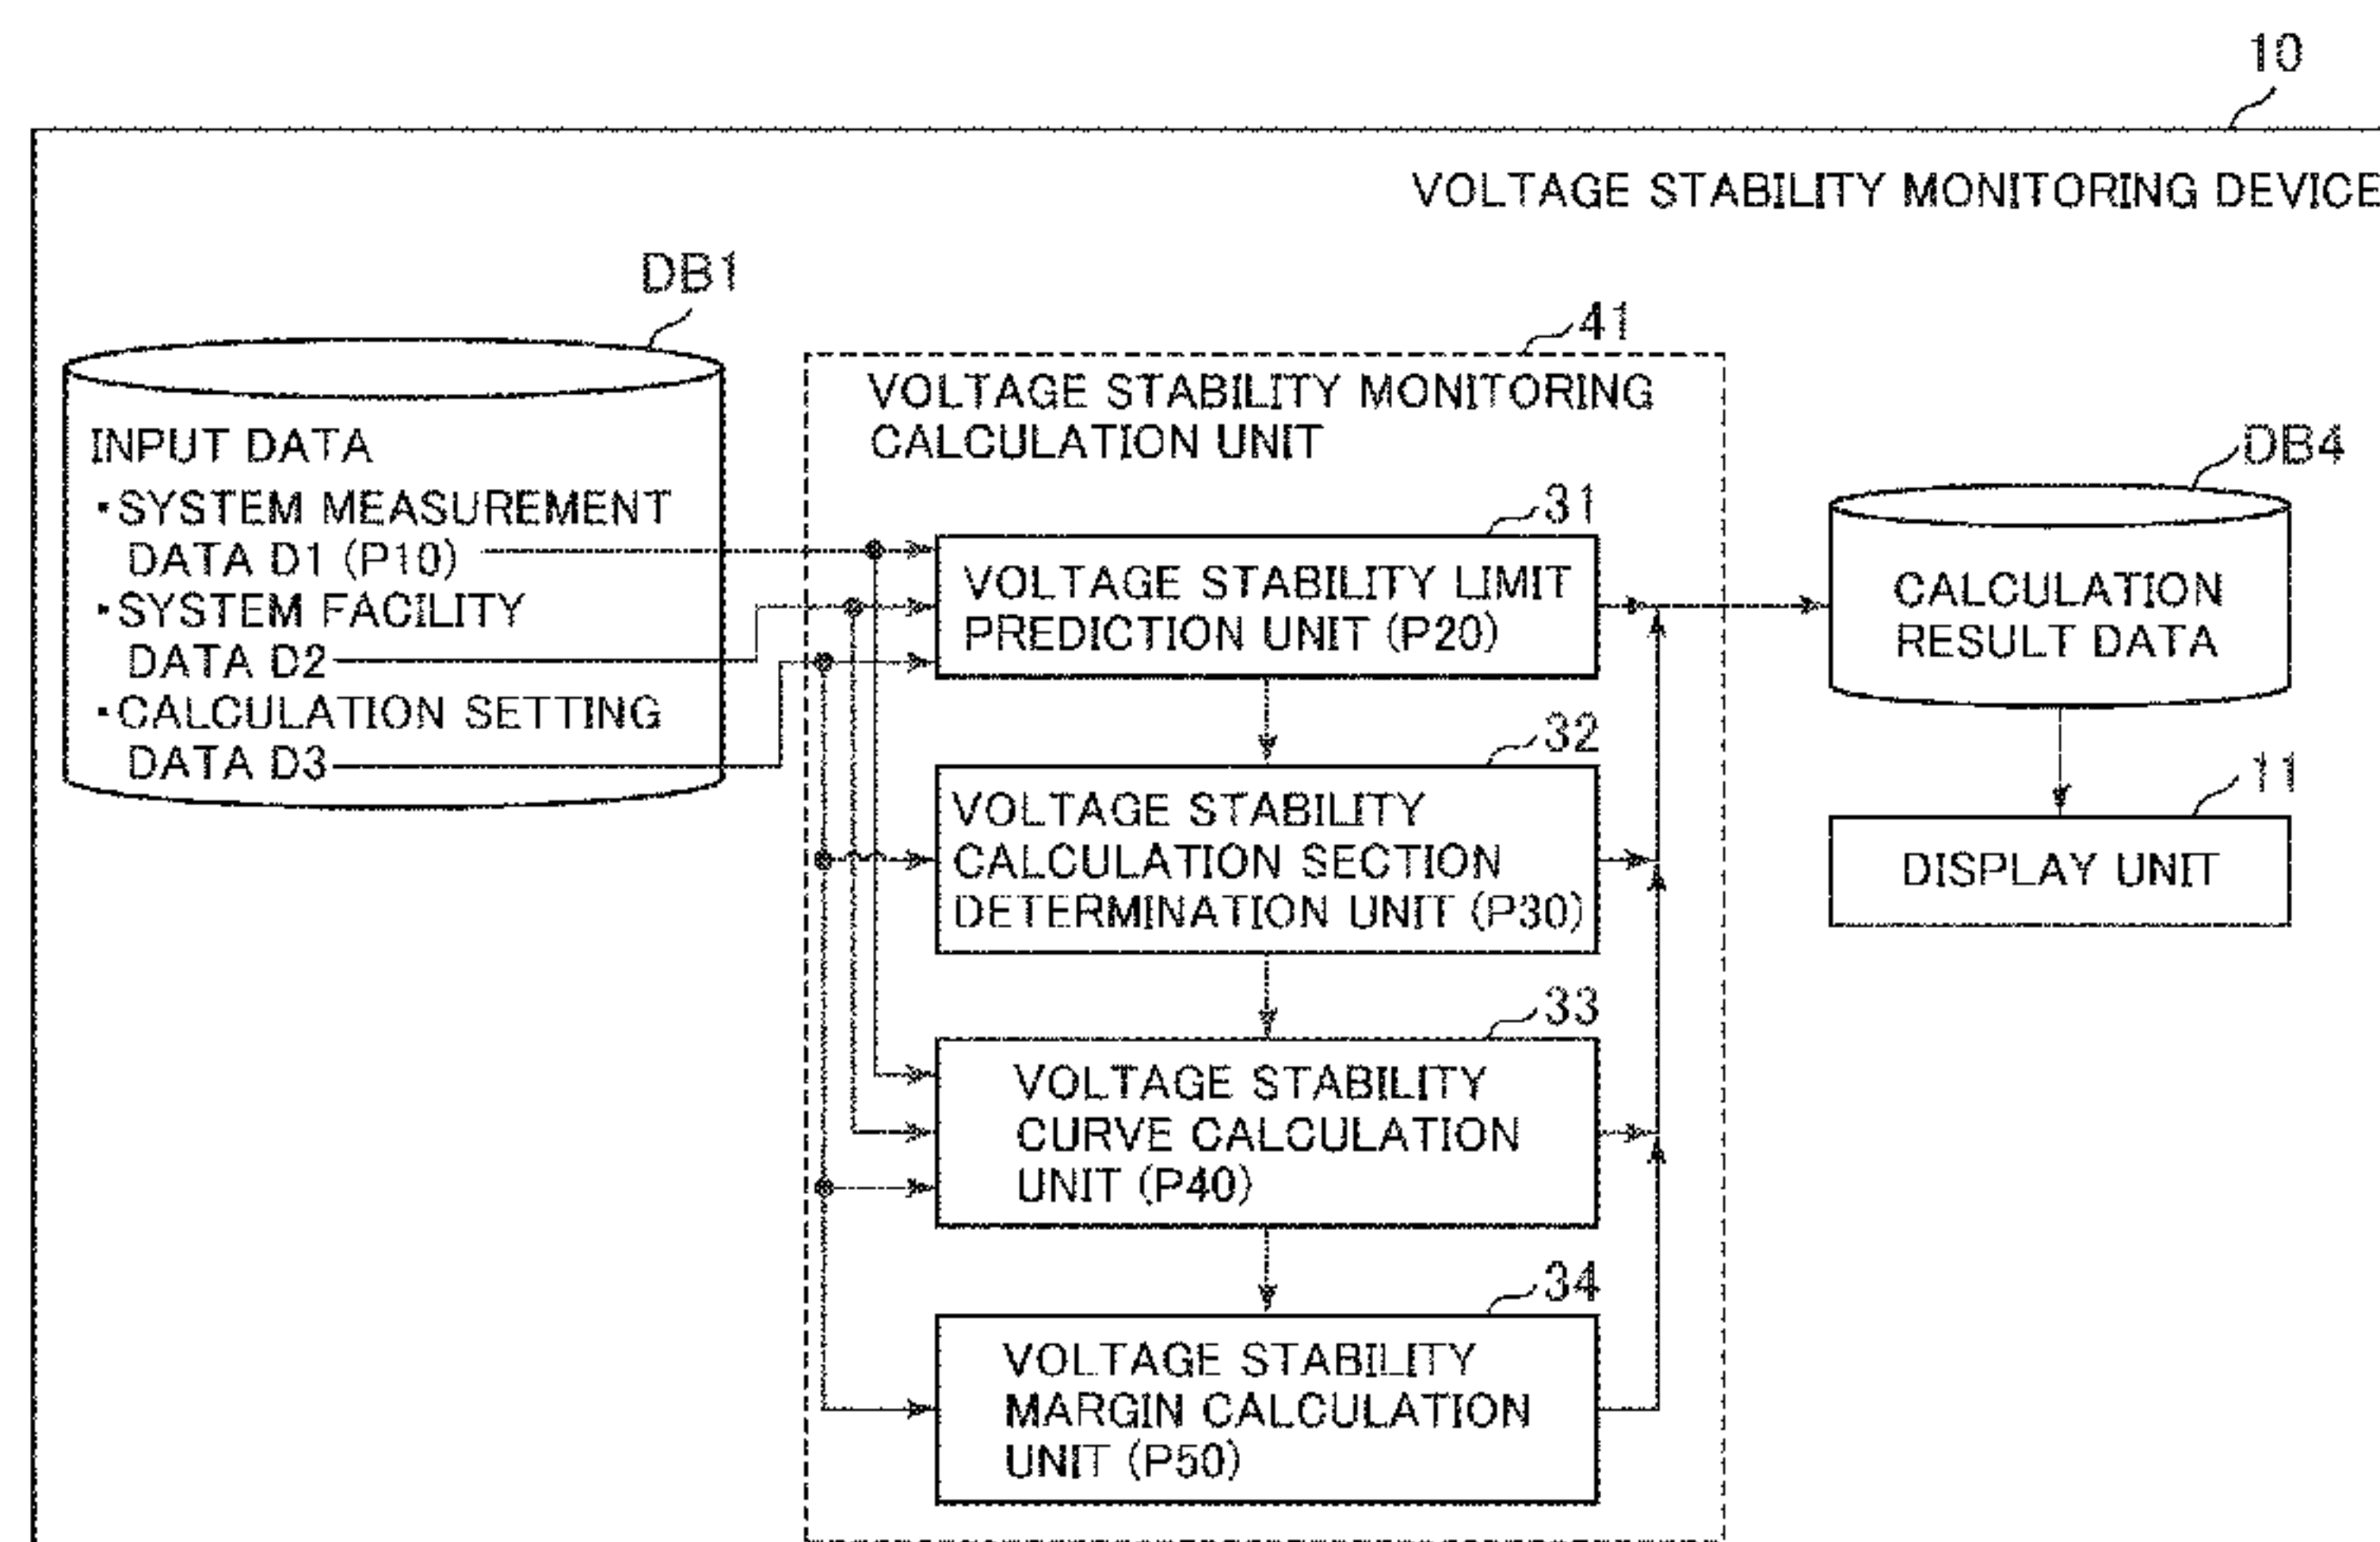 10
VOLTAGE STABILITY MONITORING DEVICE
DB1
INPUT DATA
・SYSTEM MEASUREMENT
DATA D1 (P10)
・SYSTEM FACILITY
DATA D2
・CALCULATION SETTING
DATA D3
41
VOLTAGE STABILITY MONITORING
CALCULATION UNIT
31
VOLTAGE STABILITY LIMIT
PREDICTION UNIT (P20)
32
VOLTAGE STABILITY
CALCULATION SECTION
DETERMINATION UNIT (P30)
33
VOLTAGE STABILITY
CURVE CALCULATION
UNIT (P40)
34
VOLTAGE STABILITY
MARGIN CALCULATION
UNIT (P50)
DB4
CALCULATION
RESULT DATA
11
DISPLAY UNIT